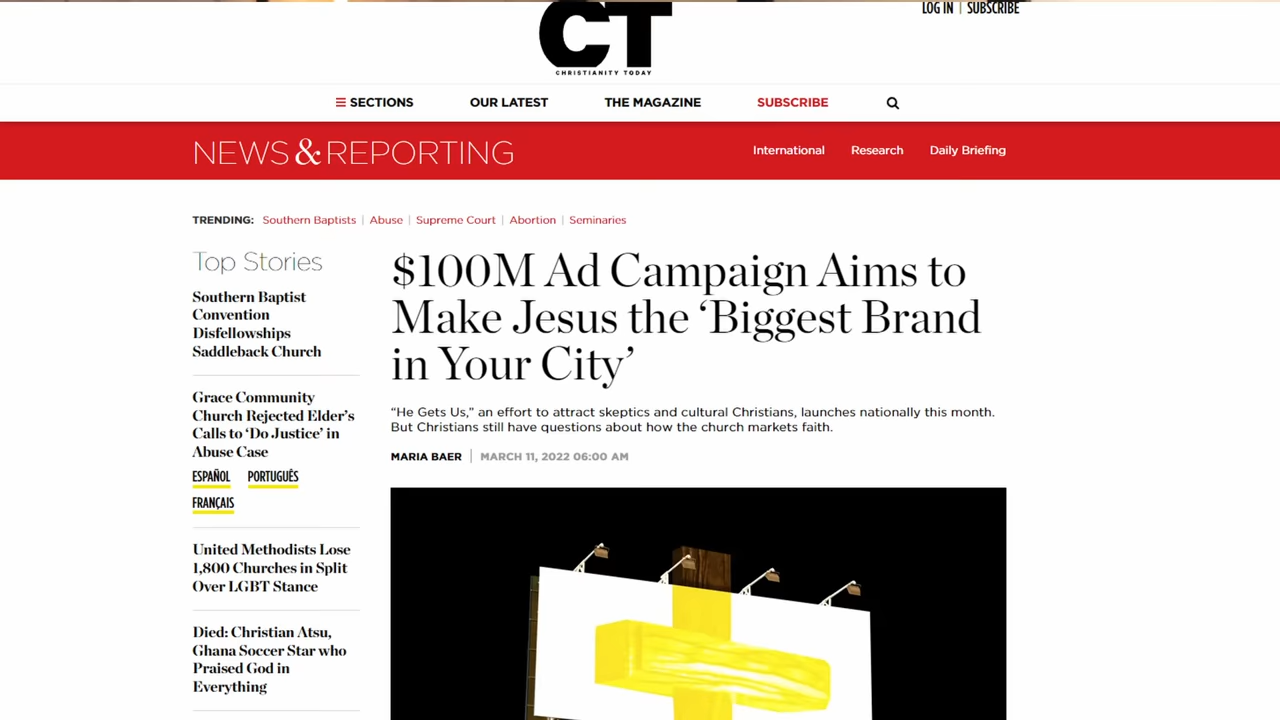 LOG IN | SUBSCRIBE
CT
CHRISTIANITY TODAY
SECTIONS
OUR LATEST
THE MAGAZINE
SUBSCRIBE
NEWS & REPORTING
International
Research
Daily Briefing
TRENDING: Southern Baptists | Abuse | Supreme Court | Abortion | Seminaries
Top Stories
Southern Baptist
Convention
Disfellowships
Saddleback Church
Grace Community
Church Rejected Elder’s
Calls to ‘Do Justice’ in
Abuse Case
ESPAÑOL PORTUGUÊS
FRANÇAIS
United Methodists Lose
1,800 Churches in Split
Over LGBT Stance
Died: Christian Atsu,
Ghana Soccer Star who
Praised God in
Everything
$100M Ad Campaign Aims to
Make Jesus the ‘Biggest Brand
in Your City’
“He Gets Us,” an effort to attract skeptics and cultural Christians, launches nationally this month.
But Christians still have questions about how the church markets faith.
MARIA BAER | MARCH 11, 2022 06:00 AM